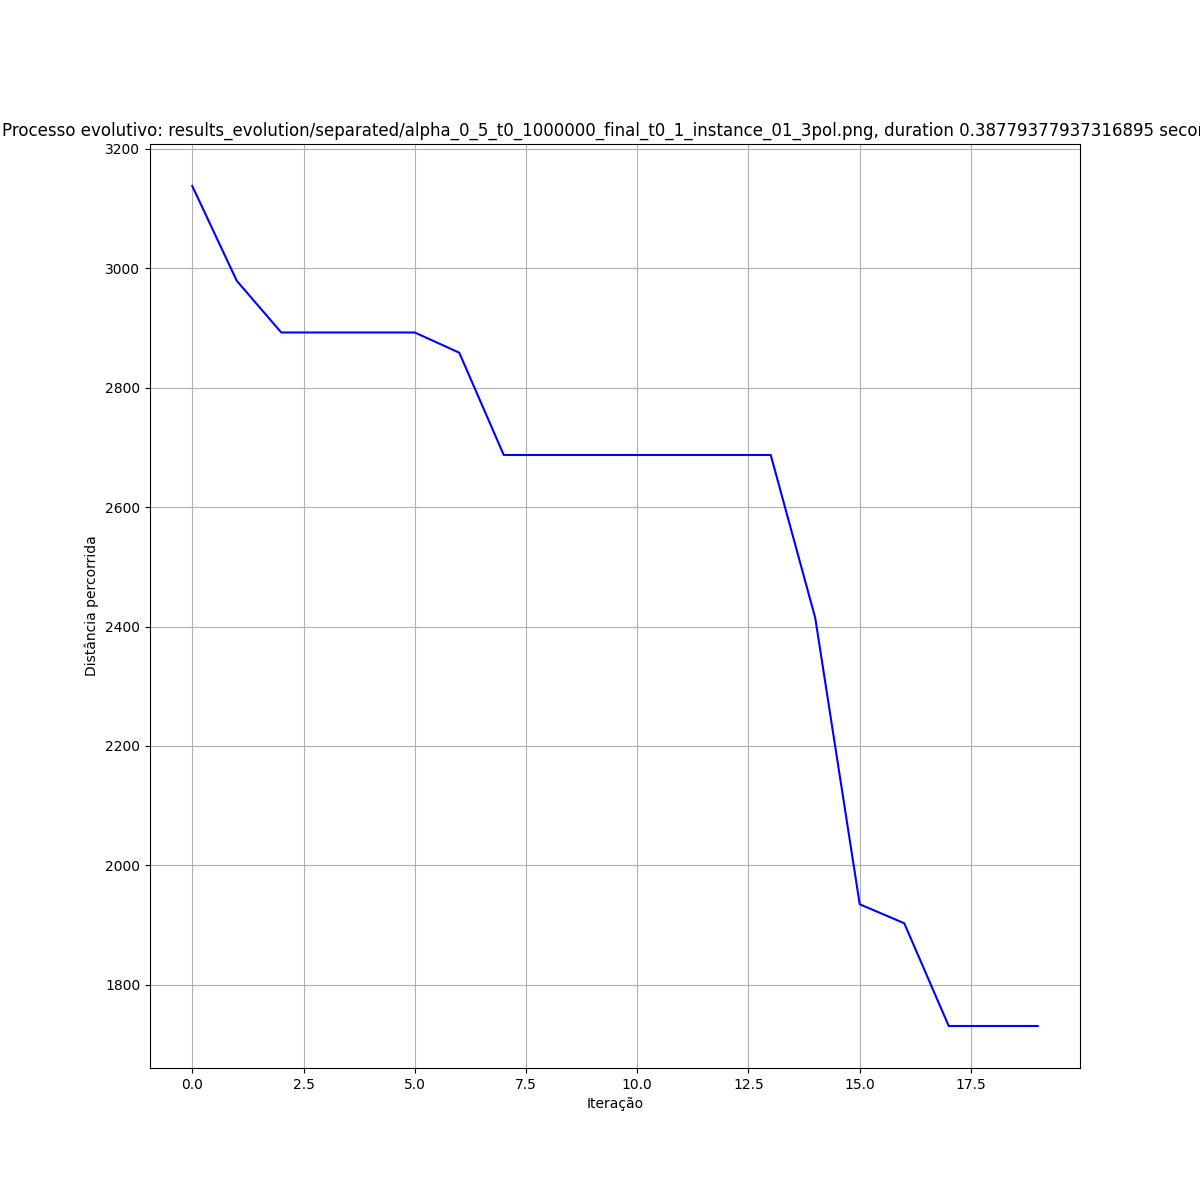 Processo evolutivo: results_evolution/separated/alpha_0_5_t0_1000000_final_t0_1_instance_01_3pol.png, duration 0.38779377937316895 secon
3200
3000
2800
2600
2400
2200
2000
1800
Distância percorrida
0.0 2.5 5.0 7.5 10.0 12.5 15.0 17.5
Iteração